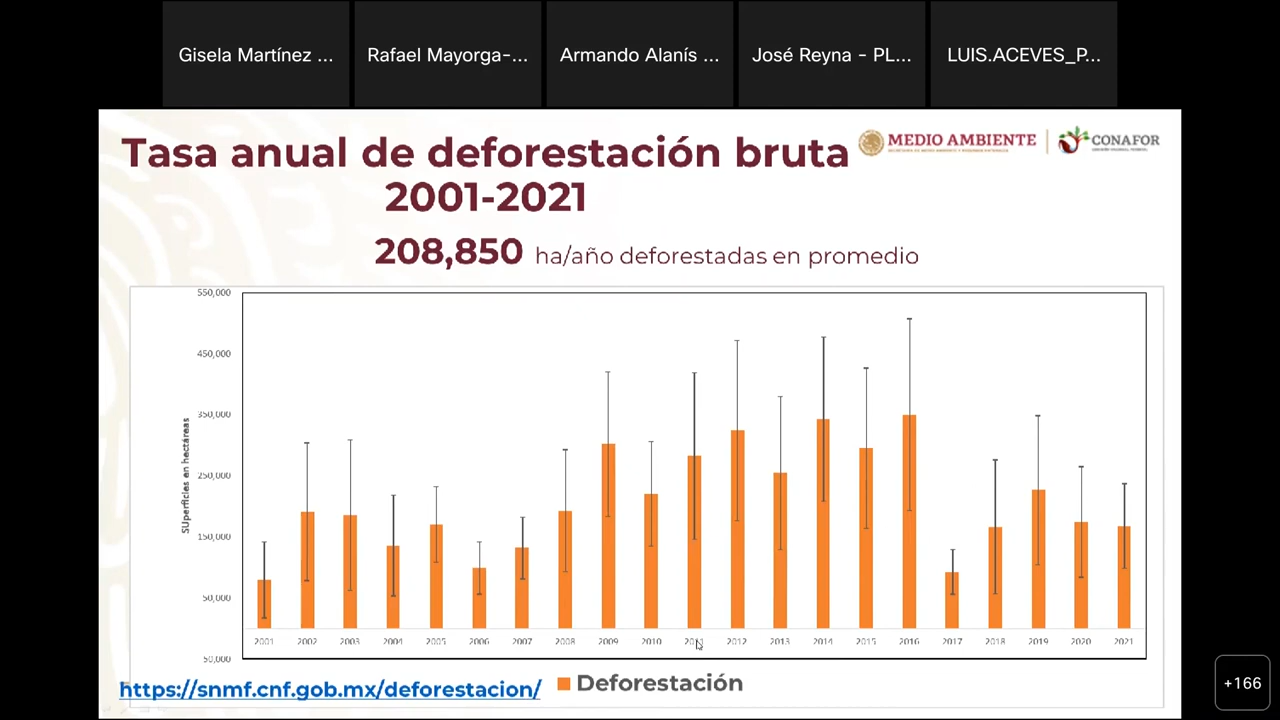 Gisela Martínez ...
Rafael Mayorga-...
Armando Alanís ...
José Reyna - PL...
LUIS.ACEVES_P...
Tasa anual de deforestación bruta
2001-2021
MEDIO AMBIENTE
CONAFOR
208,850 ha/año deforestadas en promedio
550,000
450,000
350,000
250,000
150,000
50,000
50,000
SUperficies en hectáreas
2001 2002 2003 2004 2005 2006 2007 2008 2009 2010 2011 2012 2013 2014 2015 2016 2017 2018 2019 2020 2021
https://snmf.cnf.gob.mx/deforestacion/
Deforestación
+166